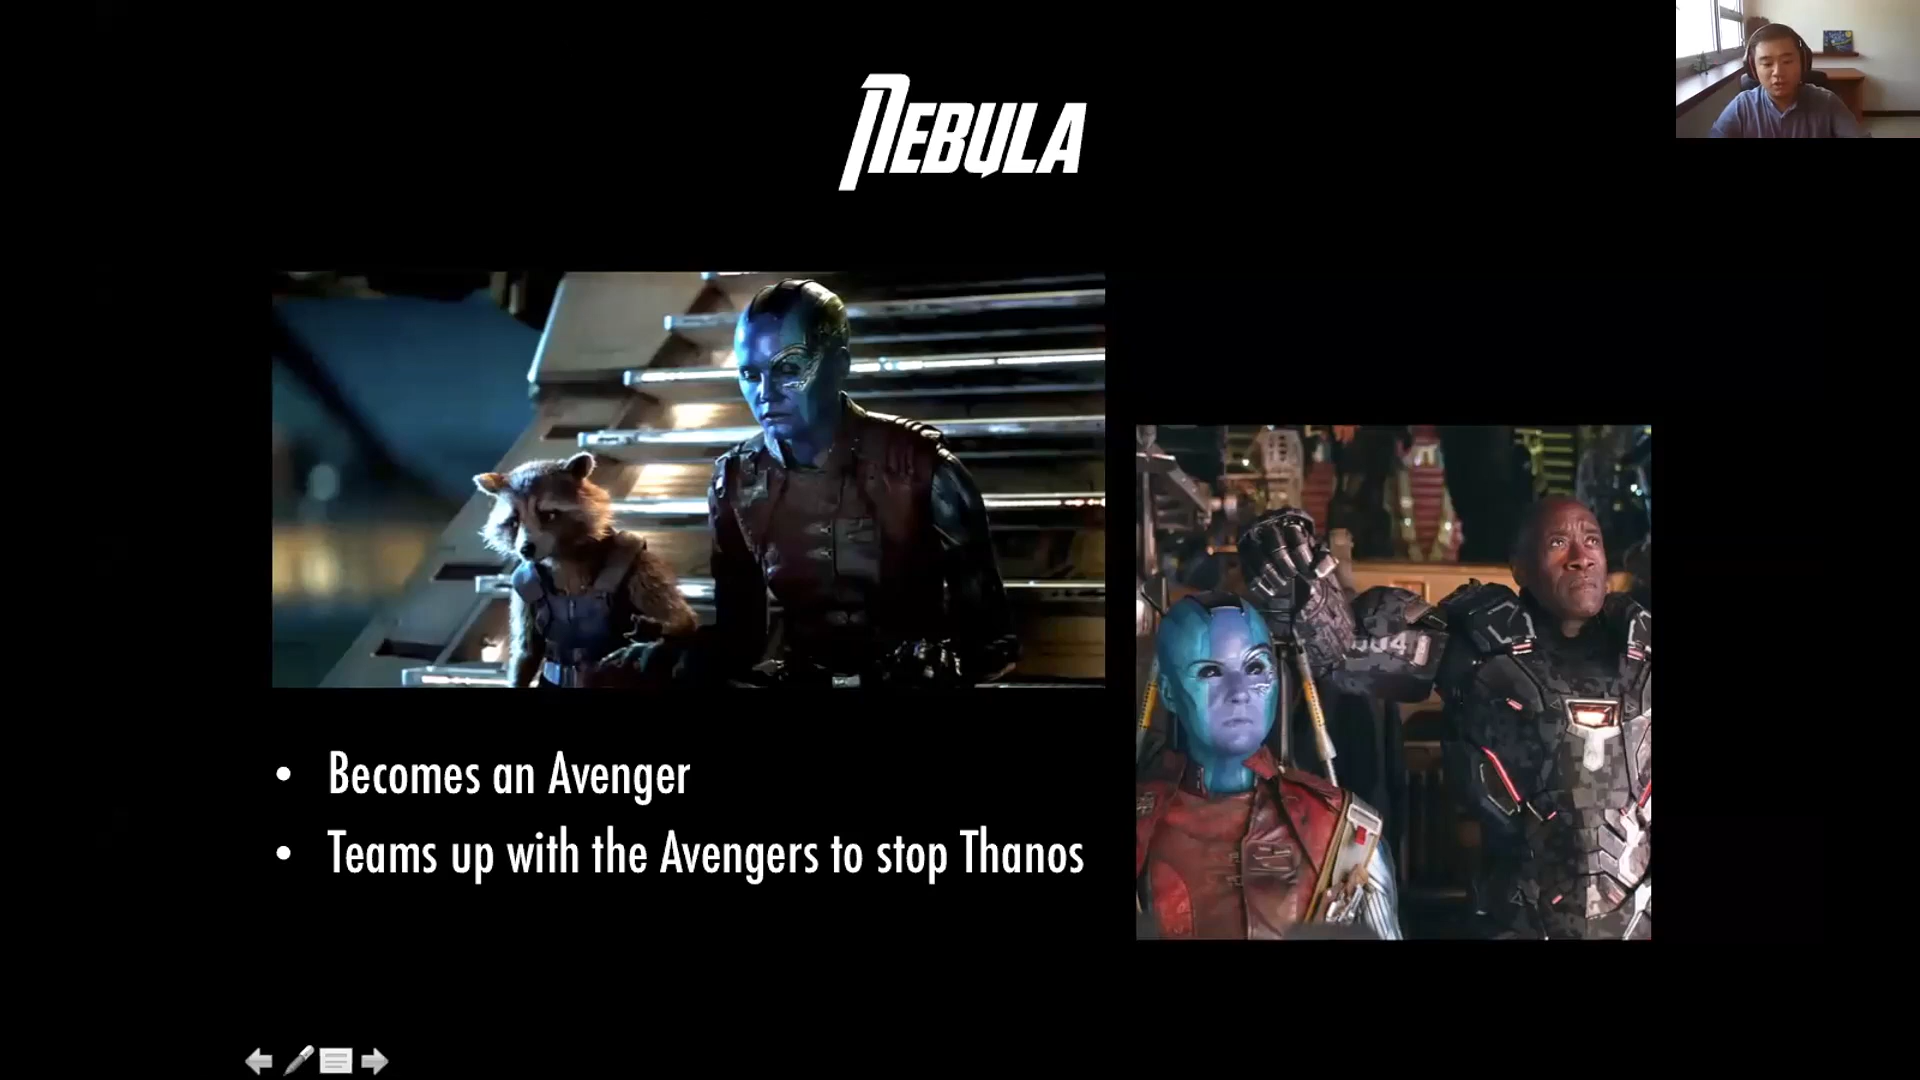 NEBULA
• Becomes an Avenger
• Teams up with the Avengers to stop Thanos